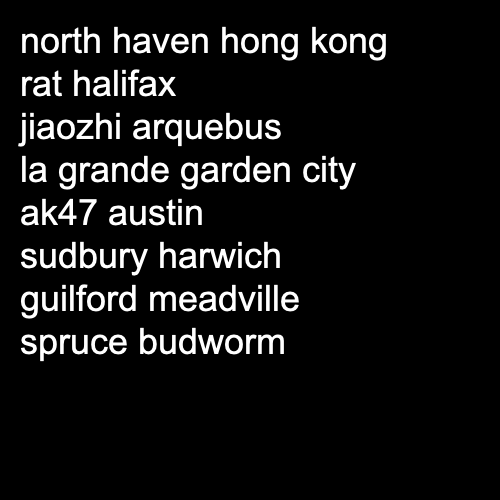 north haven hong kong
rat halifax
jiaozhi arquebus
la grande garden city
ak47 austin
sudbury harwich
guilford meadville
spruce budworm